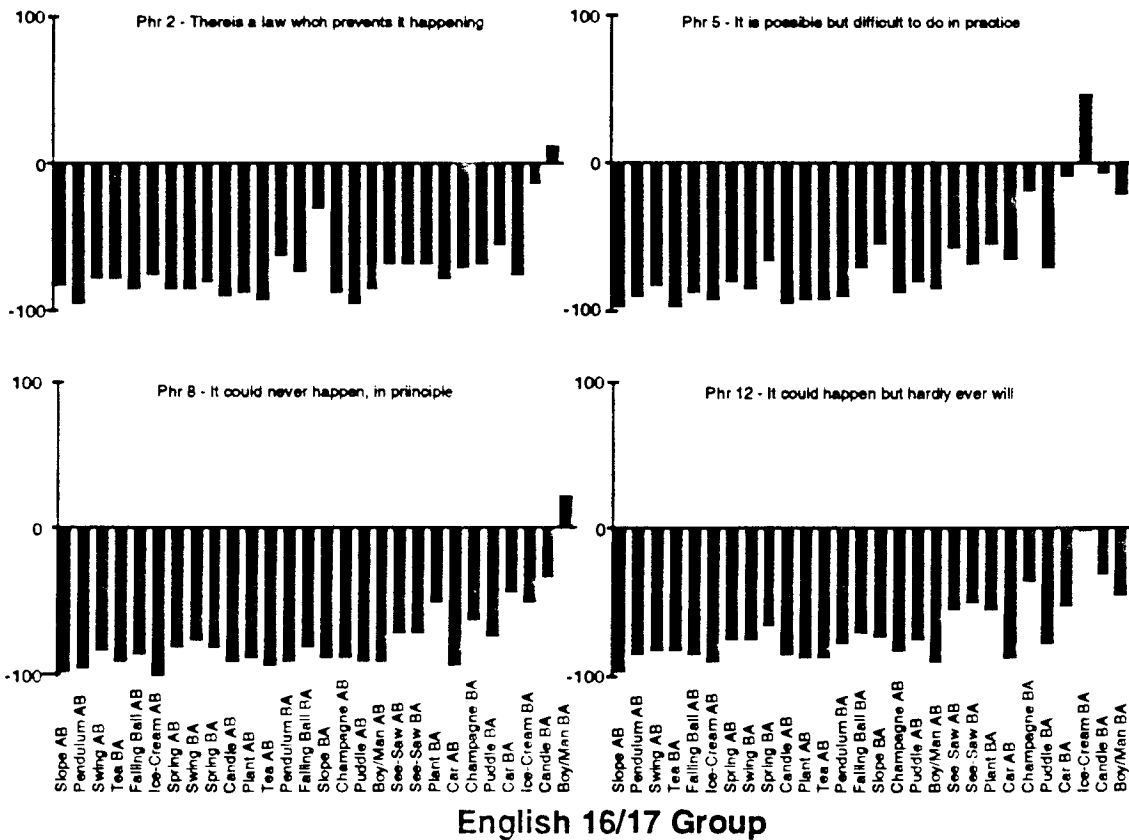 100
Phr 2 - Thereis a law whch prevents it happening
0
-100
100
Phr 5 - It is possible but difficult to do in practice
0
-100
100
Phr 8 - It could never happen, in priinciple
0
-100
Slope AB
Pendulum AB
Swing AB
Tea BA
Falling Ball AB
Ice-Cream AB
Spring AB
Swing BA
Spring BA
Candle AB
Plant AB
Tea AB
Pendulum BA
Falling Ball BA
Slope BA
Champagne AB
Puddle AB
Boy/Man AB
See-Saw AB
See-Saw BA
Plant BA
Car AB
Champagne BA
Puddle BA
Car BA
Ice-Cream BA
Candle BA
Boy/Man BA
100
Phr 12 - It could happen but hardly ever will
0
-100
Slope AB
Pendulum AB
Swing AB
Tea BA
Falling Ball AB
Ice-Cream AB
Spring AB
Swing BA
Spring BA
Candle AB
Plant AB
Tea AB
Pendulum BA
Falling Ball BA
Slope BA
Champagne AB
Puddle AB
Boy/Man AB
See-Saw AB
See-Saw BA
Plant BA
Car AB
Champagne BA
Puddle BA
Car BA
Ice-Cream BA
Candle BA
Boy/Man BA
English 16/17 Group